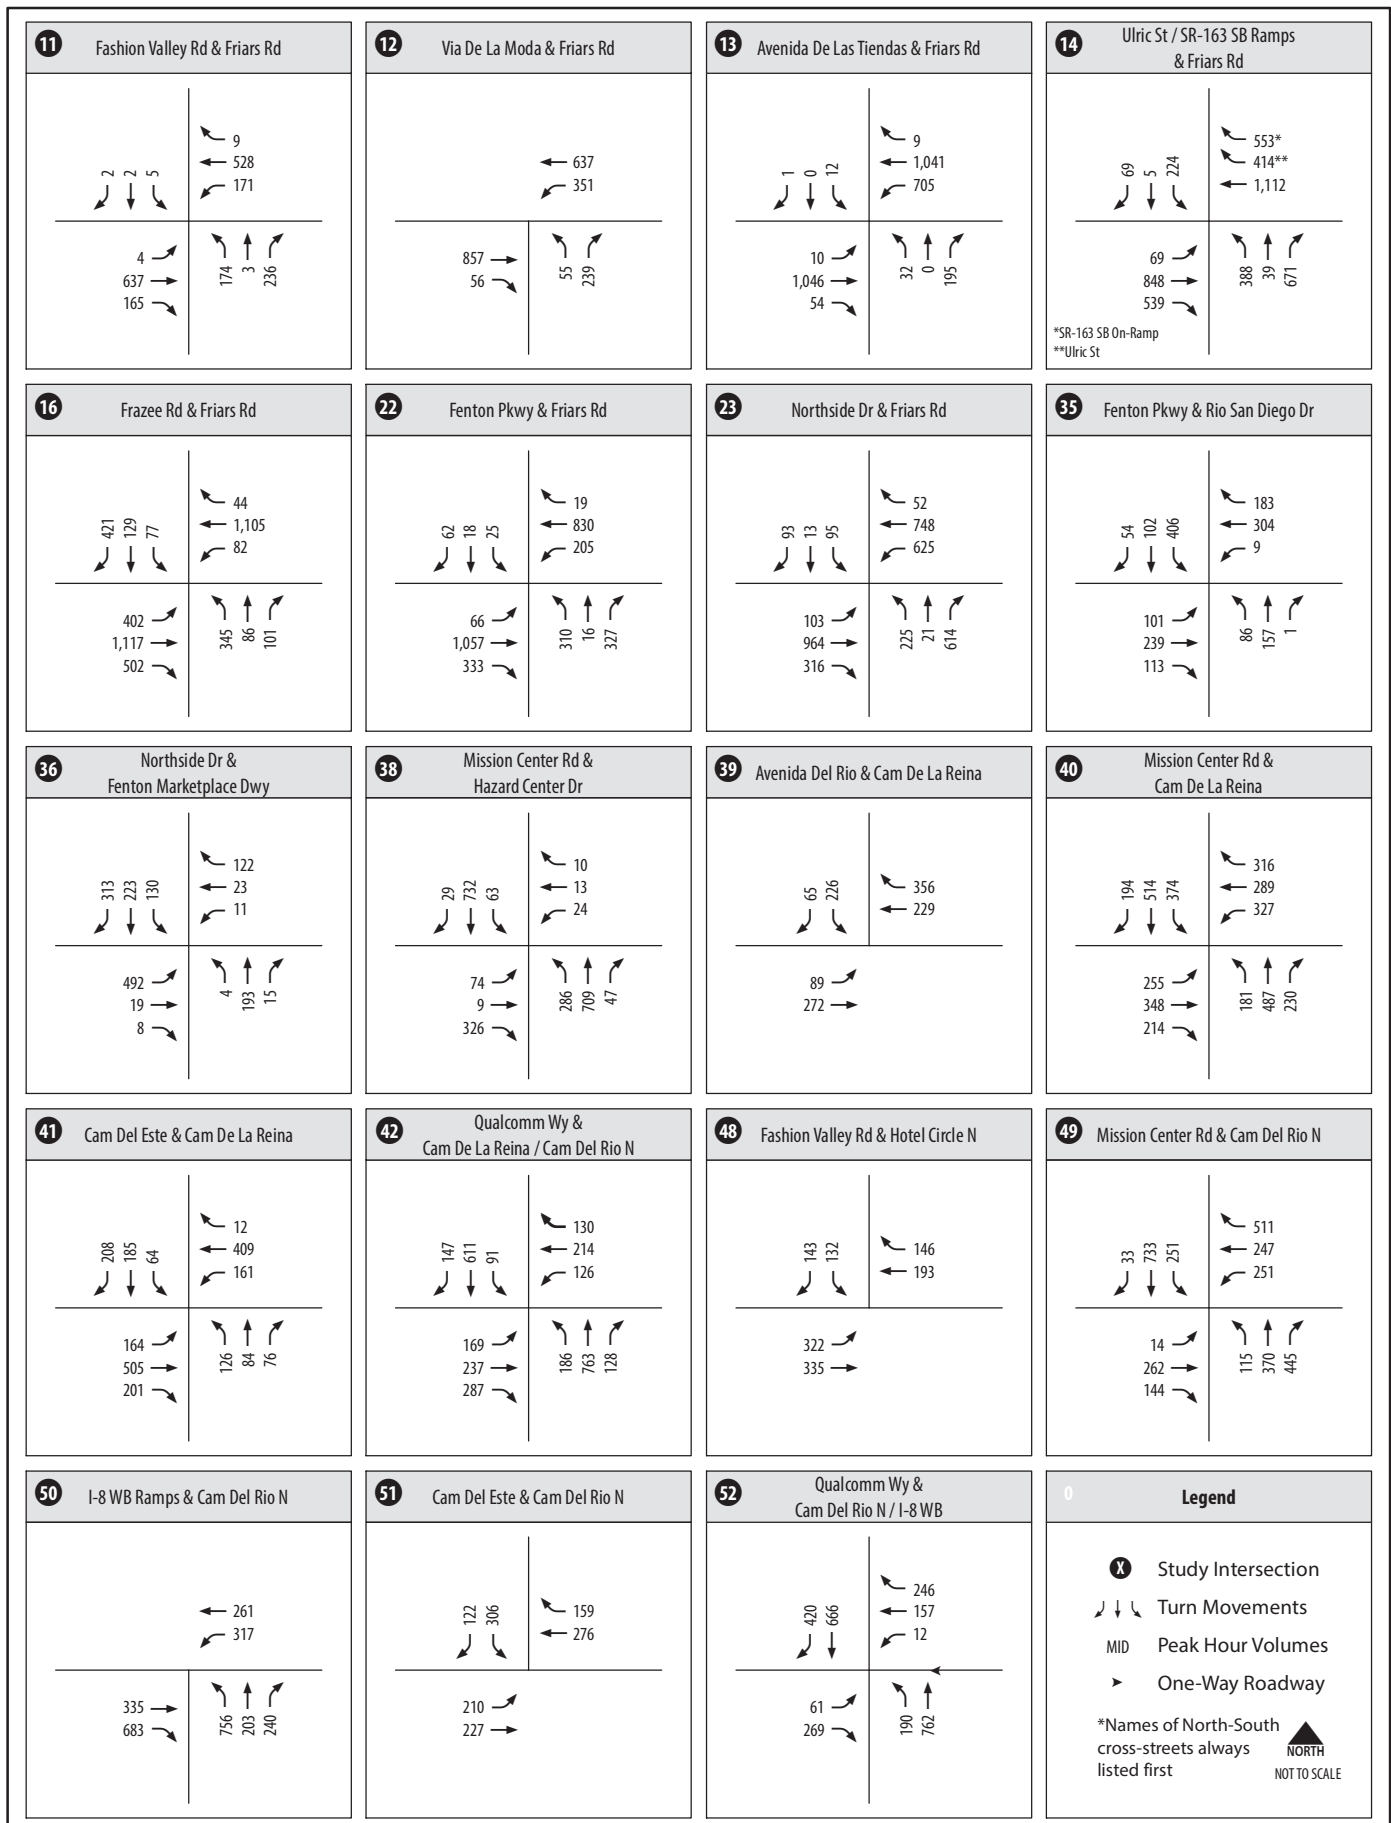 11 Fashion Valley Rd & Friars Rd
2 2 5
9
528
171
4
637
165
174 3 236
12 Via De La Moda & Friars Rd
637
351
857
56
55 239
13 Avenida De Las Tiendas & Friars Rd
1 0 12
9
1,041
705
10
1,046
54
32 0 195
14 Ulric St / SR-163 SB Ramps
& Friars Rd
69 5 224
553*
414**
1,112
69
848
539
388 39 671
*SR-163 SB On-Ramp
**Ulric St
16 Frazee Rd & Friars Rd
421 129 77
44
1,105
82
402
1,117
502
345 86 101
22 Fenton Pkwy & Friars Rd
62 18 25
19
830
205
66
1,057
333
310 16 327
23 Northside Dr & Friars Rd
93 13 95
52
748
625
103
964
316
225 21 614
35 Fenton Pkwy & Rio San Diego Dr
54 102 406
183
304
9
101
239
113
86 157 1
36 Northside Dr &
Fenton Marketplace Dwy
313 223 130
122
23
11
492
19
8
4 193 15
38 Mission Center Rd &
Hazard Center Dr
29 732 63
10
13
24
74
9
326
286 709 47
39 Avenida Del Rio & Cam De La Reina
65 226
356
229
89
272
40 Mission Center Rd &
Cam De La Reina
194 514 374
316
289
327
255
348
214
181 487 230
41 Cam Del Este & Cam De La Reina
208 185 64
12
409
161
164
505
201
126 84 76
42 Qualcomm Wy &
Cam De La Reina / Cam Del Rio N
147 611 91
130
214
126
169
237
287
186 763 128
48 Fashion Valley Rd & Hotel Circle N
143 132
146
193
322
335
49 Mission Center Rd & Cam Del Rio N
33 733 251
511
247
251
14
262
144
115 370 445
50 I-8 WB Ramps & Cam Del Rio N
261
317
335
683
756 203 240
51 Cam Del Este & Cam Del Rio N
122 306
159
276
210
227
52 Qualcomm Wy &
Cam Del Rio N / I-8 WB
420 666
246
157
12
61
269
190 762
0 Legend
X Study Intersection
Turn Movements
MID Peak Hour Volumes
One-Way Roadway
*Names of North-South
cross-streets always
listed first
NORTH
NOT TO SCALE